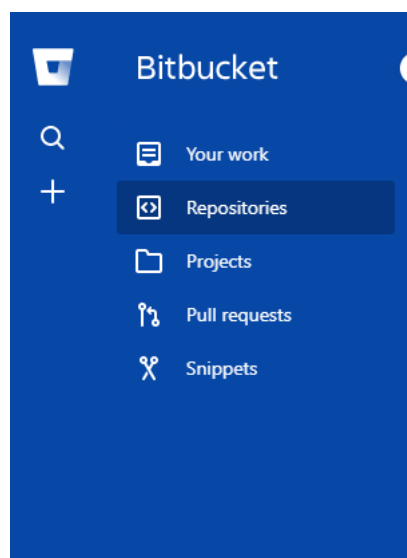 Bitbucket
Your work
Repositories
Projects
Pull requests
Snippets